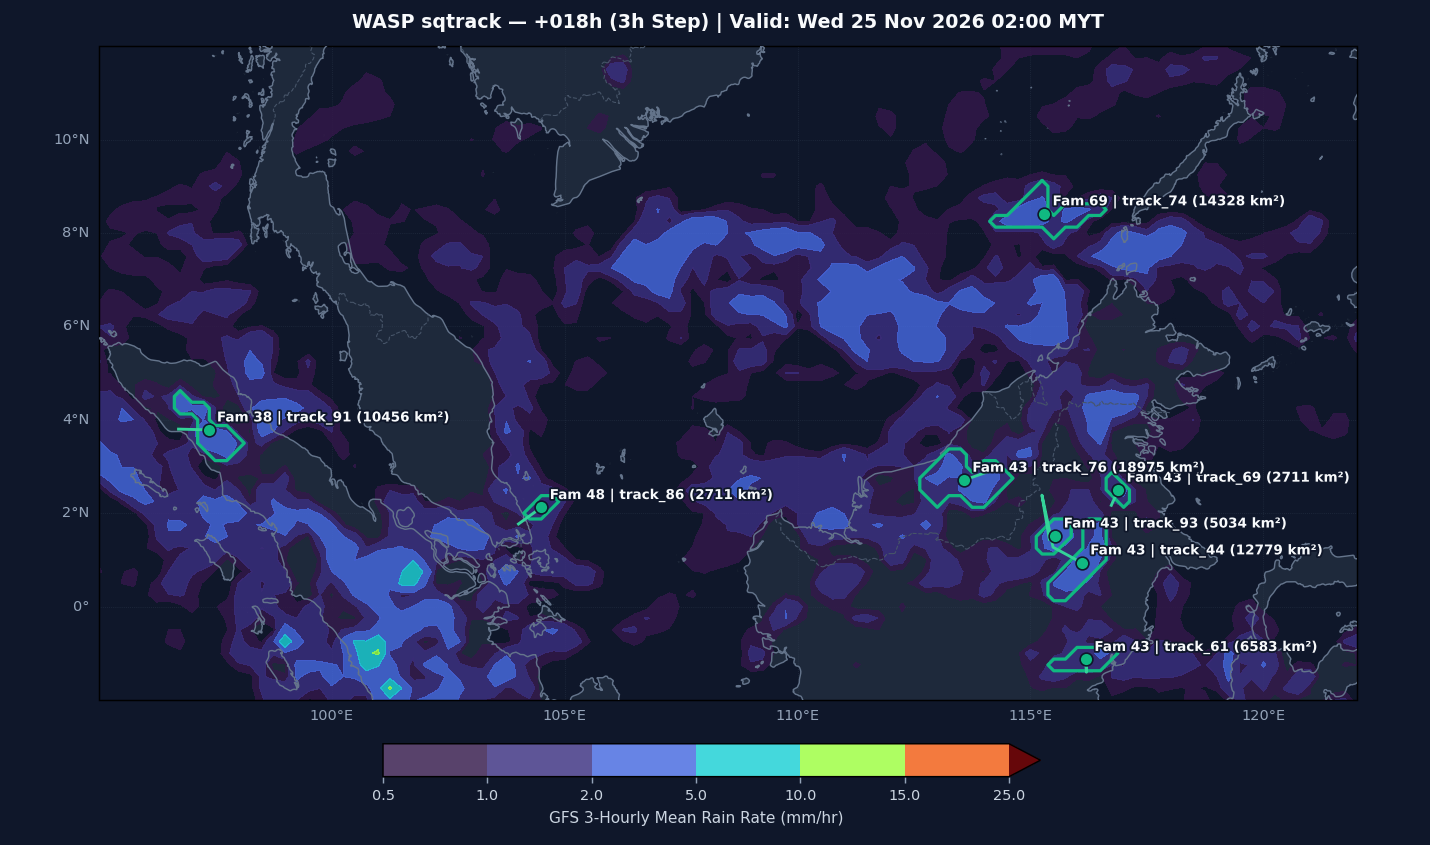 WASP sqtrack — +018h (3h Step) | Valid: Wed 25 Nov 2026 02:00 MYT
10°N
8°N
6°N
4°N
2°N
0°
Fam 69 | track_74 (14328 km²)
Fam 38 | track_91 (10456 km²)
Fam 43 | track_76 (18975 km²)
Fam 43 | track_69 (2711 km²)
Fam 48 | track_86 (2711 km²)
Fam 43 | track_93 (5034 km²)
Fam 43 | track_44 (12779 km²)
Fam 43 | track_61 (6583 km²)
100°E 105°E 110°E 115°E 120°E
0.5 1.0 2.0 5.0 10.0 15.0 25.0
GFS 3-Hourly Mean Rain Rate (mm/hr)